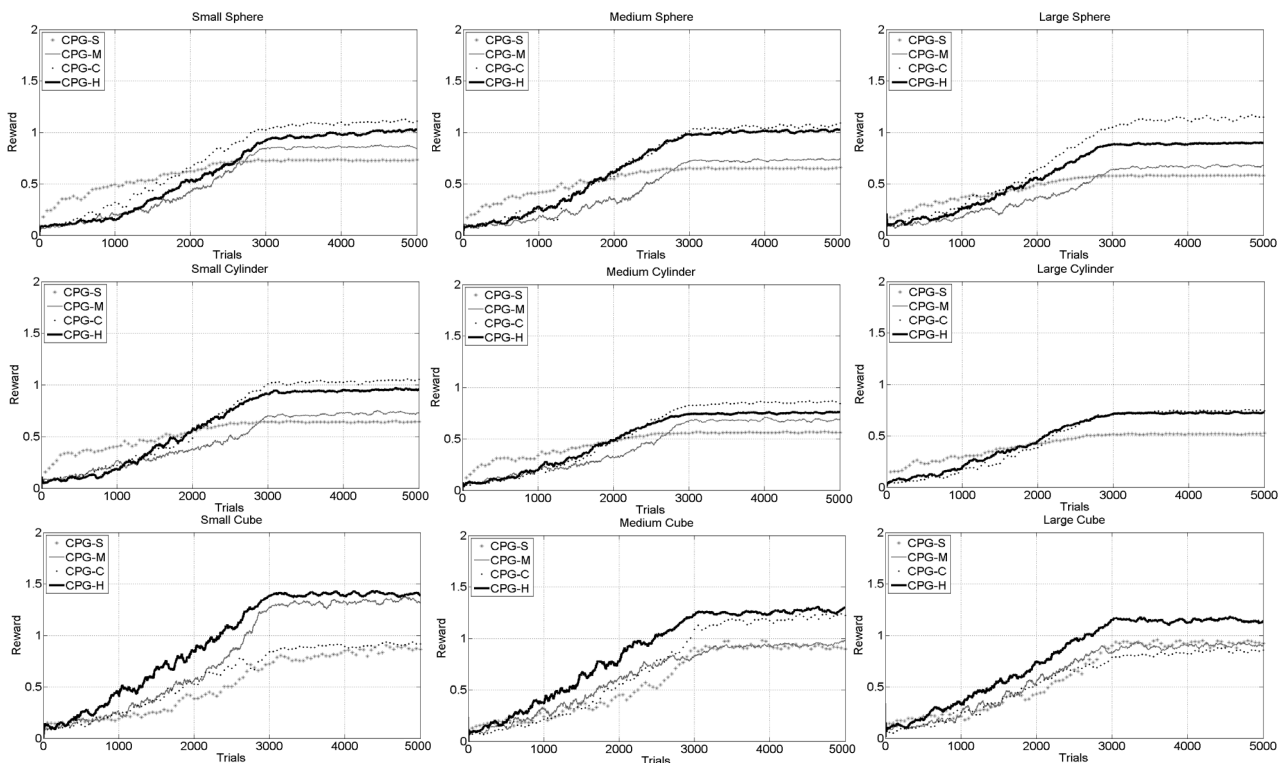 Small Sphere
2
1.5
1
0.5
0
Reward
CPG-S
CPG-M
CPG-C
CPG-H
0 1000 2000 3000 4000 5000
Trials
Medium Sphere
2
1.5
1
0.5
0
Reward
CPG-S
CPG-M
CPG-C
CPG-H
0 1000 2000 3000 4000 5000
Trials
Large Sphere
2
1.5
1
0.5
0
Reward
CPG-S
CPG-M
CPG-C
CPG-H
0 1000 2000 3000 4000 5000
Trials
Small Cylinder
2
1.5
1
0.5
0
Reward
CPG-S
CPG-M
CPG-C
CPG-H
0 1000 2000 3000 4000 5000
Trials
Medium Cylinder
2
1.5
1
0.5
0
Reward
CPG-S
CPG-M
CPG-C
CPG-H
0 1000 2000 3000 4000 5000
Trials
Large Cylinder
2
1.5
1
0.5
0
Reward
CPG-S
CPG-M
CPG-C
CPG-H
0 1000 2000 3000 4000 5000
Trials
Small Cube
2
1.5
1
0.5
0
Reward
CPG-S
CPG-M
CPG-C
CPG-H
0 1000 2000 3000 4000 5000
Trials
Medium Cube
2
1.5
1
0.5
0
Reward
CPG-S
CPG-M
CPG-C
CPG-H
0 1000 2000 3000 4000 5000
Trials
Large Cube
2
1.5
1
0.5
0
Reward
CPG-S
CPG-M
CPG-C
CPG-H
0 1000 2000 3000 4000 5000
Trials